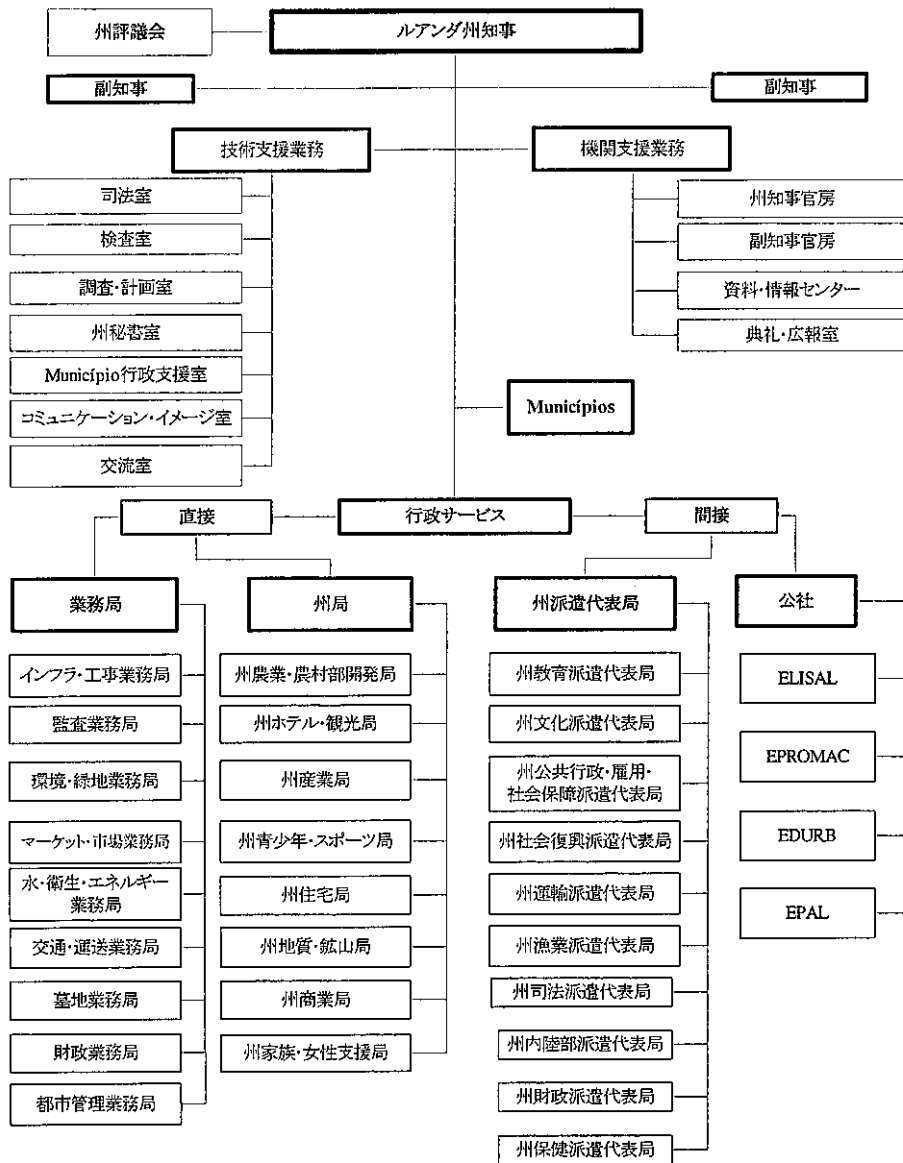 州評議会
ルアンダ州知事
副知事
副知事
技術支援業務
機関支援業務
司法室
検査室
調査・計画室
州秘書室
Município行政支援室
コミュニケーション・イメージ室
交流室
州知事官房
副知事官房
資料・情報センター
典礼・広報室
Municípios
直接
行政サービス
間接
業務局
州局
州派遣代表局
公社
インフラ・工事業務局
監査業務局
環境・緑地業務局
マーケット・市場業務局
水・衛生・エネルギー
業務局
交通・運送業務局
墓地業務局
財政業務局
都市管理業務局
州農業・農村部開発局
州ホテル・観光局
州産業局
州青少年・スポーツ局
州住宅局
州地質・鉱山局
州商業局
州家族・女性支援局
州教育派遣代表局
州文化派遣代表局
州公共行政・雇用・
社会保障派遣代表局
州社会復興派遣代表局
州運輸派遣代表局
州漁業派遣代表局
州司法派遣代表局
州内陸部派遣代表局
州財政派遣代表局
州保健派遣代表局
ELISAL
EPROMAC
EDURB
EPAL